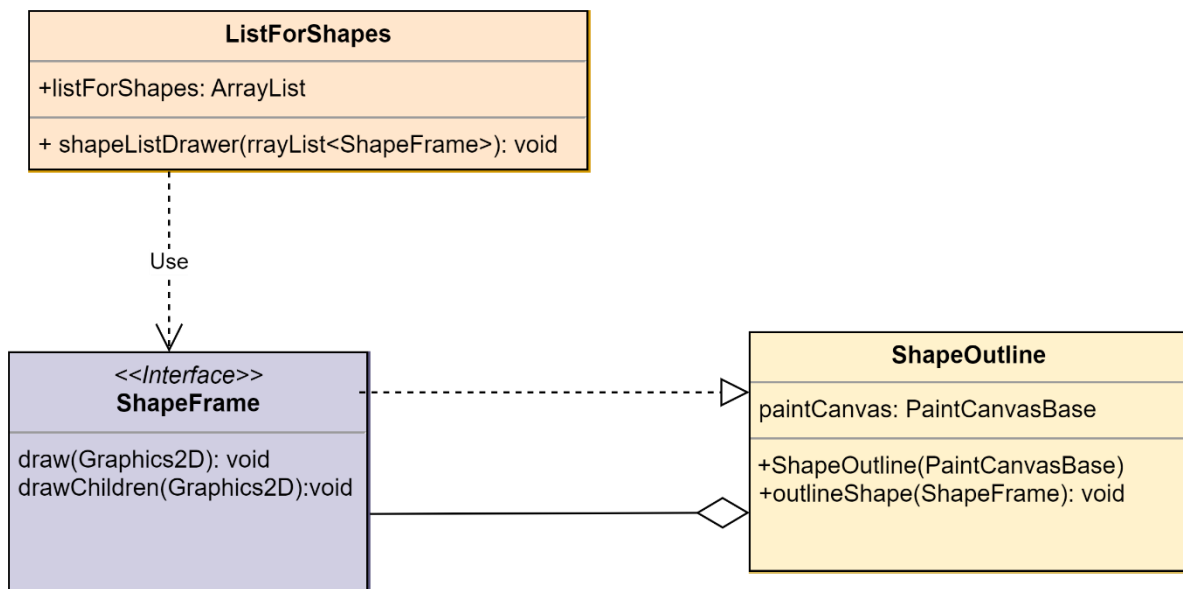 ListForShapes
+listForShapes: ArrayList
+ shapeListDrawer(rrayList<ShapeFrame>): void
Use
<<Interface>>
ShapeFrame
draw(Graphics2D): void
drawChildren(Graphics2D):void
ShapeOutline
paintCanvas: PaintCanvasBase
+ShapeOutline(PaintCanvasBase)
+outlineShape(ShapeFrame): void